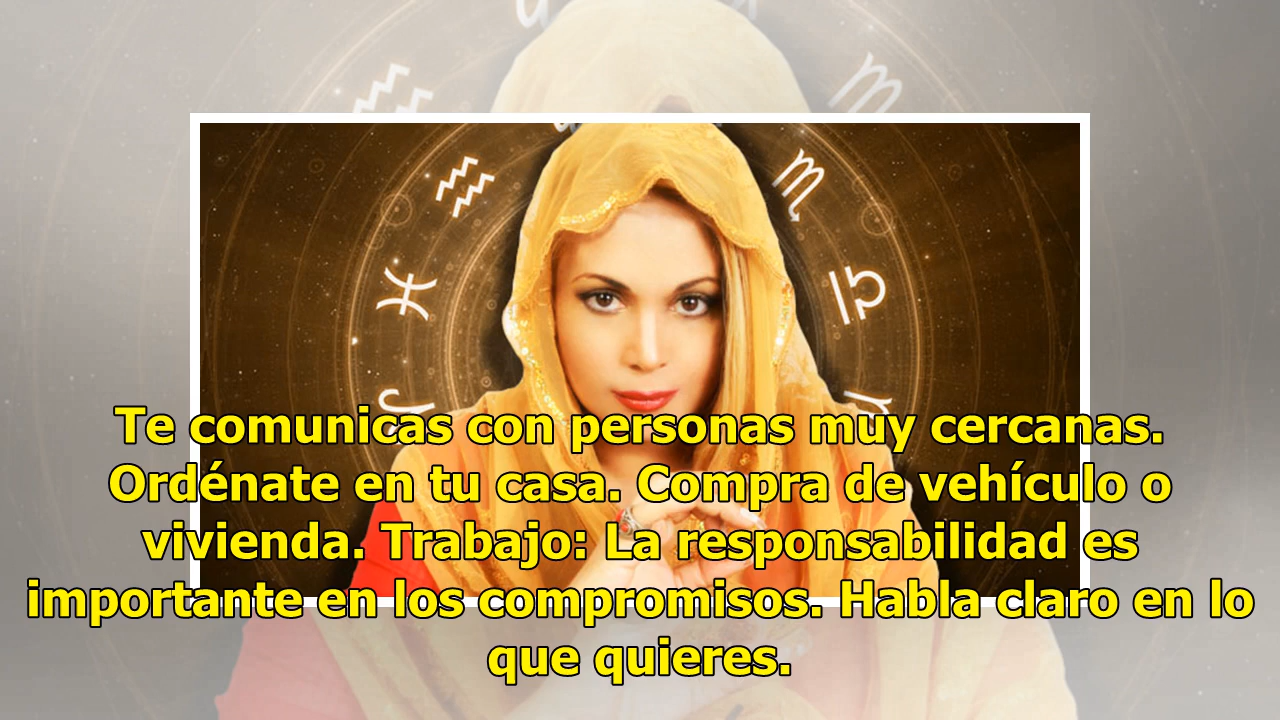 Te comunicas con personas muy cercanas.
Ordénate en tu casa. Compra de vehículo o
vivienda. Trabajo: La responsabilidad es
importante en los compromisos. Habla claro en lo
que quieres.